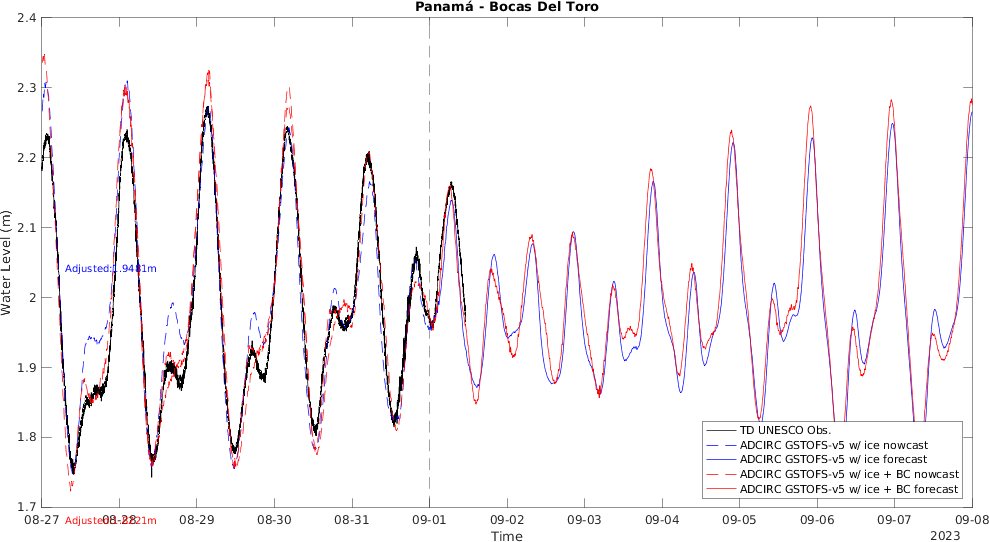 Panamá - Bocas Del Toro
2.4
2.3
2.2
2.1
2
1.9
1.8
1.7
Water Level (m)
Adjusted:
TD UNESCO Obs.
ADCIRC GSTOFS-v5 w/ ice nowcast
ADCIRC GSTOFS-v5 w/ ice forecast
ADCIRC GSTOFS-v5 w/ ice + BC nowcast
ADCIRC GSTOFS-v5 w/ ice + BC forecast
Adjusted:
08-27 08-28 08-29 08-30 08-31 09-01 09-02 09-03 09-04 09-05 09-06 09-07 09-08
Time
2023